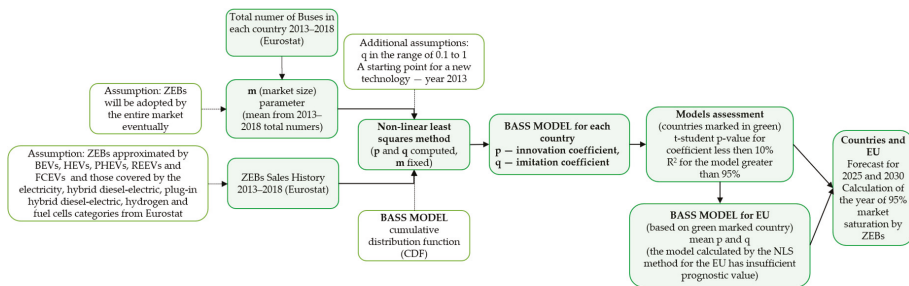 Total numer of Buses in
each country 2013–2018
(Eurostat)
Additional assumptions:
q in the range of 0.1 to 1
A starting point for a new
technology — year 2013
Assumption: ZEBs
will be adopted by
the entire market
eventually
m (market size)
parameter
(mean from 2013–
2018 total numers)
Non-linear least
squares method
(p and q computed,
m fixed)
BASS MODEL for each
country
p — innovation coefficient,
q — imitation coefficient
Models assessment
(countries marked in green)
t-student p-value for
coefficient less then 10%
R² for the model greater
than 95%
Countries and
EU
Forecast for
2025 and 2030
Calculation of
the year of 95%
market
saturation by
ZEBs
Assumption: ZEBs approximated by
BEVs, HEVs, PHEVs, REEVs and
FCEVs and those covered by the
electricity, hybrid diesel-electric, plug-in
hybrid diesel-electric, hydrogen and
fuel cells categories from Eurostat
ZEBs Sales History
2013–2018 (Eurostat)
BASS MODEL
cumulative
distribution function
(CDF)
BASS MODEL for EU
(based on green marked country)
mean p and q
(the model calculated by the NLS
method for the EU has insufficient
prognostic value)